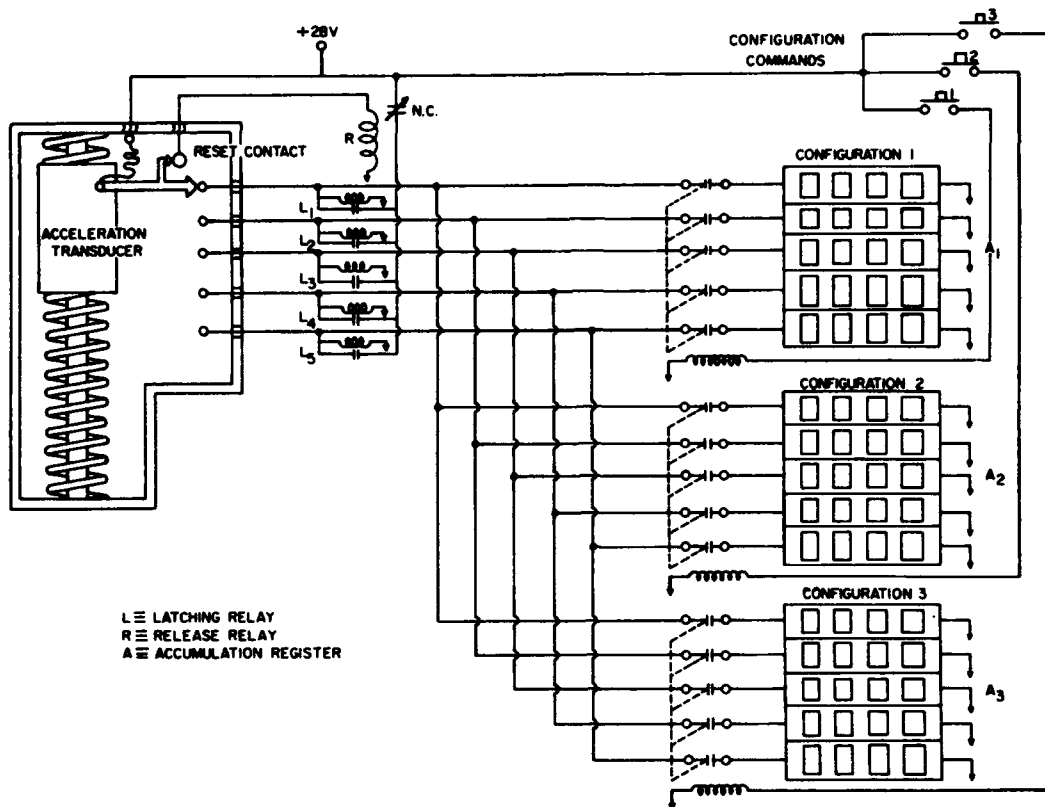 +28V
3
CONFIGURATION
COMMANDS
2
1
N.C.
R
RESET CONTACT
CONFIGURATION 1
L1
ACCELERATION
TRANSDUCER
L2
A1
L3
L4
L5
CONFIGURATION 2
A2
CONFIGURATION 3
L ≡ LATCHING RELAY
R ≡ RELEASE RELAY
A ≡ ACCUMULATION REGISTER
A3